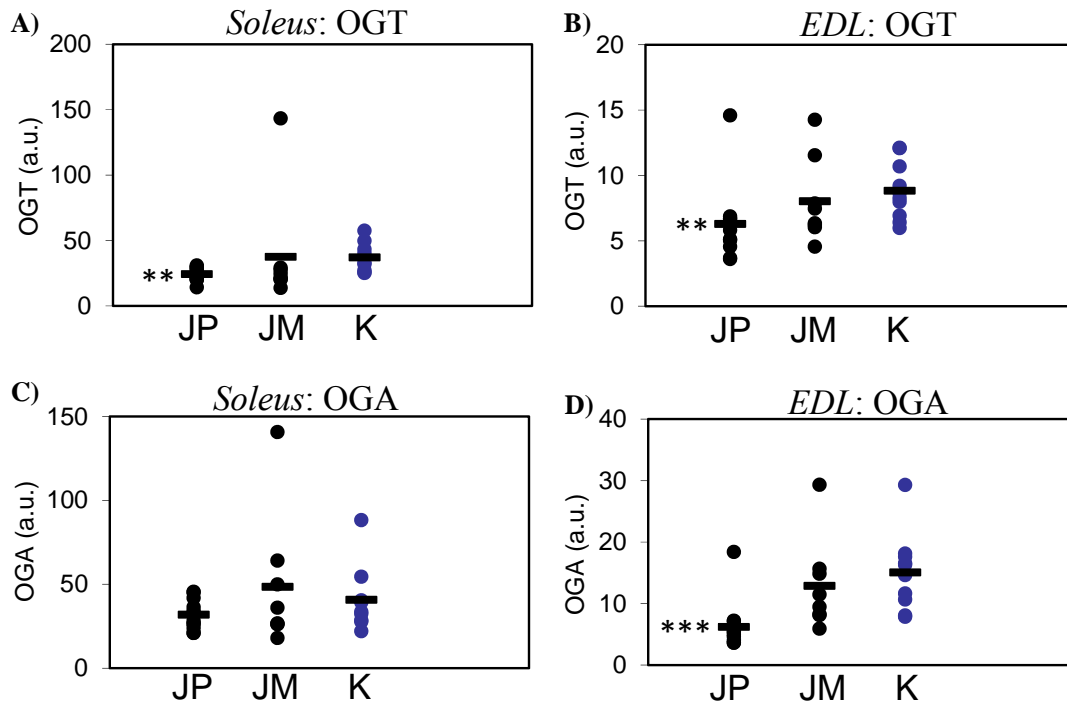 A)
Soleus: OGT
200
150
100
50
0
OGT (a.u.)
**
JP JM K
B)
EDL: OGT
20
15
10
5
0
OGT (a.u.)
**
JP JM K
C)
Soleus: OGA
150
100
50
0
OGA (a.u.)
JP JM K
D)
EDL: OGA
40
30
20
10
0
OGA (a.u.)
***
JP JM K